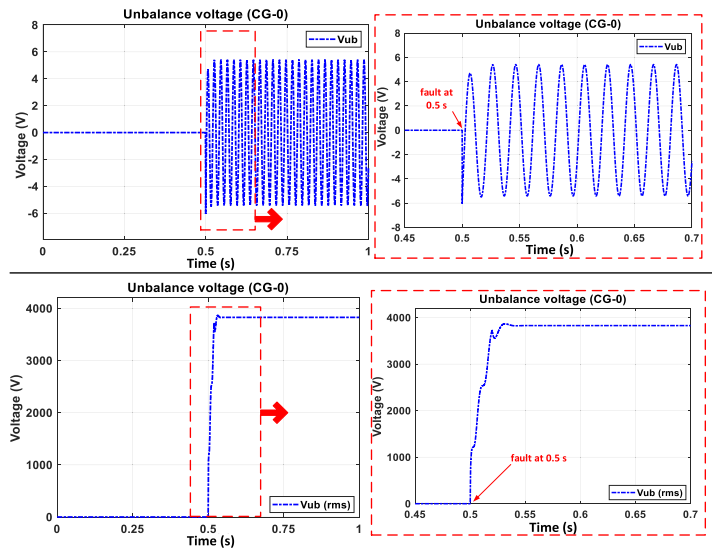 Unbalance voltage (CG-0)
Voltage (V)
8
6
4
2
0
-2
-4
-6
Vub
0
0.25
0.5
0.75
1
Time (s)
Unbalance voltage (CG-0)
Voltage (V)
8
6
4
2
0
-2
-4
-6
-8
Vub
fault at
0.5 s
0.45
0.5
0.55
0.6
0.65
0.7
Time (s)
Unbalance voltage (CG-0)
Voltage (V)
4000
3000
2000
1000
0
Vub (rms)
0
0.25
0.5
0.75
1
Time (s)
Unbalance voltage (CG-0)
Voltage (V)
4000
3000
2000
1000
0
fault at 0.5 s
Vub (rms)
0.45
0.5
0.55
0.6
0.65
0.7
Time (s)